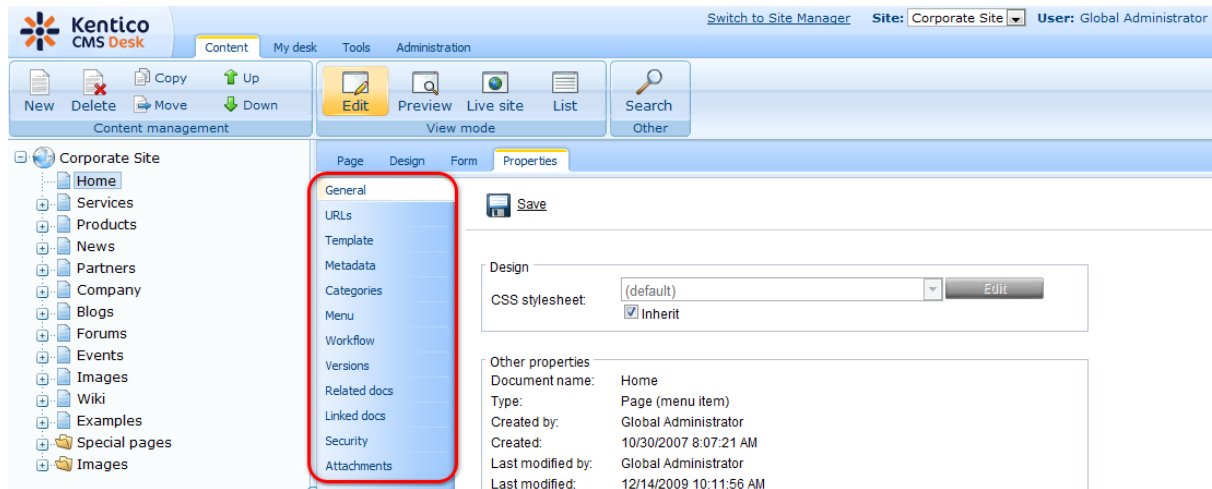 Kentico
CMS Desk
Switch to Site Manager Site: Corporate Site User: Global Administrator
Content My desk Tools Administration
New Delete Copy Move Up Down
Content management
Edit Preview Live site List
View mode
Search
Other
Corporate Site
Home
Services
Products
News
Partners
Company
Blogs
Forums
Events
Images
Wiki
Examples
Special pages
Images
Page Design Form Properties
General
URLs
Template
Metadata
Categories
Menu
Workflow
Versions
Related docs
Linked docs
Security
Attachments
Save
Design
CSS stylesheet: (default) Edit
Inherit
Other properties
Document name: Home
Type: Page (menu item)
Created by: Global Administrator
Created: 10/30/2007 8:07:21 AM
Last modified by: Global Administrator
Last modified: 12/14/2009 10:11:56 AM